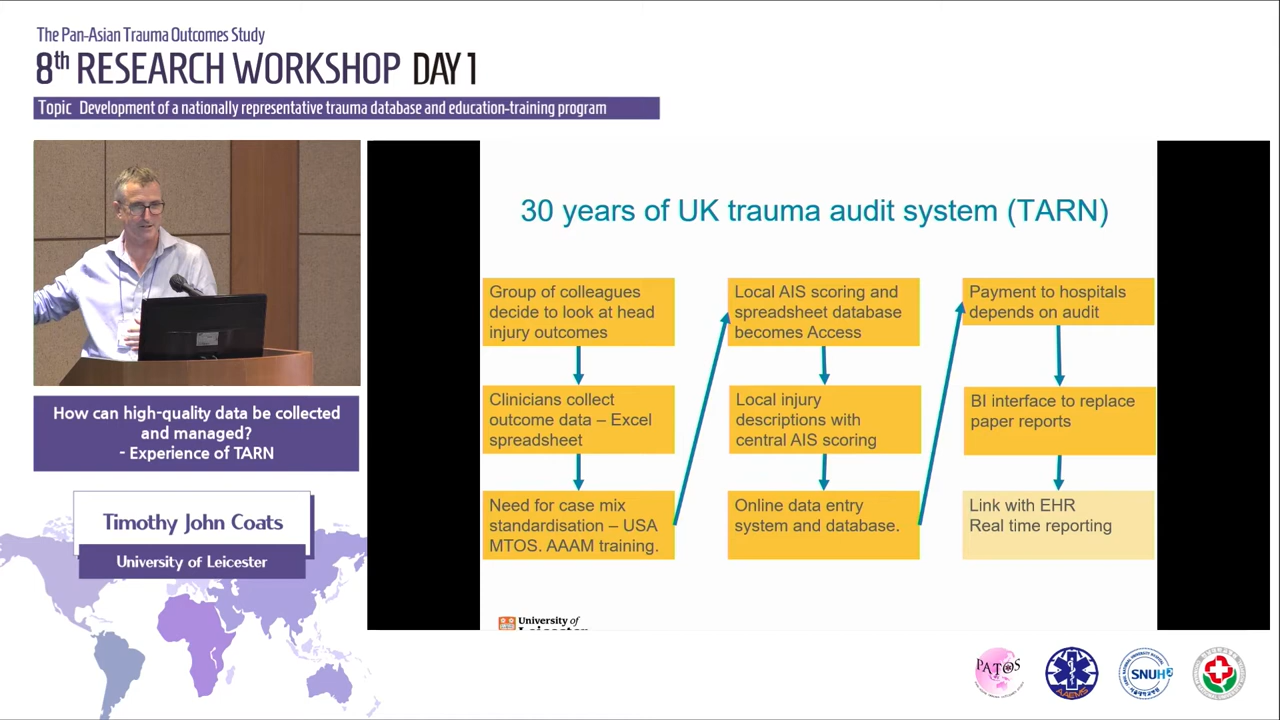 The Pan-Asian Trauma Outcomes Study
8th RESEARCH WORKSHOP DAY 1
Topic Development of a nationally representative trauma database and education-training program
30 years of UK trauma audit system (TARN)
Group of colleagues
decide to look at head
injury outcomes
Clinicians collect
outcome data – Excel
spreadsheet
Need for case mix
standardisation – USA
MTOS. AAAM training.
Local AIS scoring and
spreadsheet database
becomes Access
Local injury
descriptions with
central AIS scoring
Online data entry
system and database.
Payment to hospitals
depends on audit
BI interface to replace
paper reports
Link with EHR
Real time reporting
University of
How can high-quality data be collected
and managed?
- Experience of TARN
Timothy John Coats
University of Leicester
PATOS
AAEMS
SNUH